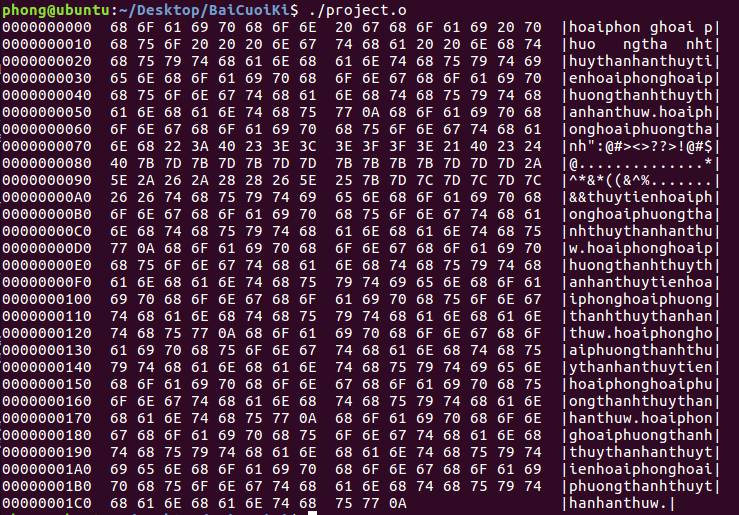 phong@ubuntu:~/Desktop/BaiCuoiKi$ ./project.o
0000000000 68 6F 61 69 70 68 6F 6E 20 67 68 6F 61 69 20 70 |hoaiphon ghoai p|
0000000010 68 75 6F 20 20 20 6E 67 74 68 61 20 20 6E 68 74 |huo   ngtha  nht|
0000000020 68 75 79 74 68 61 6E 68 61 6E 74 68 75 79 74 69 |huythanhanthuyti|
0000000030 65 6E 68 6F 61 69 70 68 6F 6E 67 68 6F 61 69 70 |enhoaiphonghoaip|
0000000040 68 75 6F 6E 67 74 68 61 6E 68 74 68 75 79 74 68 |huongthanhthuyth|
0000000050 61 6E 68 61 6E 74 68 75 77 0A 68 6F 61 69 70 68 |anhanthuw.hoaiph|
0000000060 6F 6E 67 68 6F 61 69 70 68 75 6F 6E 67 74 68 61 |onghoaiphuongtha|
0000000070 6E 68 22 3A 40 23 3E 3C 3E 3F 3F 3E 21 40 23 24 |nh":@#><>??>!@#$|
0000000080 40 7B 7D 7B 7D 7B 7D 7D 7B 7B 7B 7B 7D 7D 7D 2A |@..............*|
0000000090 5E 2A 26 2A 28 28 26 5E 25 7B 7D 7C 7D 7C 7D 7C |^*&*((&^%.......|
00000000A0 26 26 74 68 75 79 74 69 65 6E 68 6F 61 69 70 68 |&&thuytienhoaiph|
00000000B0 6F 6E 67 68 6F 61 69 70 68 75 6F 6E 67 74 68 61 |onghoaiphuongtha|
00000000C0 6E 68 74 68 75 79 74 68 61 6E 68 61 6E 74 68 75 |nhthuythanhanthu|
00000000D0 77 0A 68 6F 61 69 70 68 6F 6E 67 68 6F 61 69 70 |w.hoaiphonghoaip|
00000000E0 68 75 6F 6E 67 74 68 61 6E 68 74 68 75 79 74 68 |huongthanhthuyth|
00000000F0 61 6E 68 61 6E 74 68 75 79 74 69 65 6E 68 6F 61 |anhanthuytienhoa|
0000000100 69 70 68 6F 6E 67 68 6F 61 69 70 68 75 6F 6E 67 |iphonghoaiphuong|
0000000110 74 68 61 6E 68 74 68 75 79 74 68 61 6E 68 61 6E |thanhthuythanhan|
0000000120 74 68 75 77 0A 68 6F 61 69 70 68 6F 6E 67 68 6F |thuw.hoaiphongho|
0000000130 61 69 70 68 75 6F 6E 67 74 68 61 6E 68 74 68 75 |aiphuongthanhthu|
0000000140 79 74 68 61 6E 68 61 6E 74 68 75 79 74 69 65 6E |ythanhanthuytien|
0000000150 68 6F 61 69 70 68 6F 6E 67 68 6F 61 69 70 68 75 |hoaiphonghoaiphu|
0000000160 6F 6E 67 74 68 61 6E 68 74 68 75 79 74 68 61 6E |ongthanhthuythan|
0000000170 68 61 6E 74 68 75 77 0A 68 6F 61 69 70 68 6F 6E |hanthuw.hoaiphon|
0000000180 67 68 6F 61 69 70 68 75 6F 6E 67 74 68 61 6E 68 |ghoaiphuongthanh|
0000000190 74 68 75 79 74 68 61 6E 68 61 6E 74 68 75 79 74 |thuythanhanthuyt|
00000001A0 69 65 6E 68 6F 61 69 70 68 6F 6E 67 68 6F 61 69 |ienhoaiphonghoai|
00000001B0 70 68 75 6F 6E 67 74 68 61 6E 68 74 68 75 79 74 |phuongthanhthuyt|
00000001C0 68 61 6E 68 61 6E 74 68 75 77 0A |hanhanthuw.|